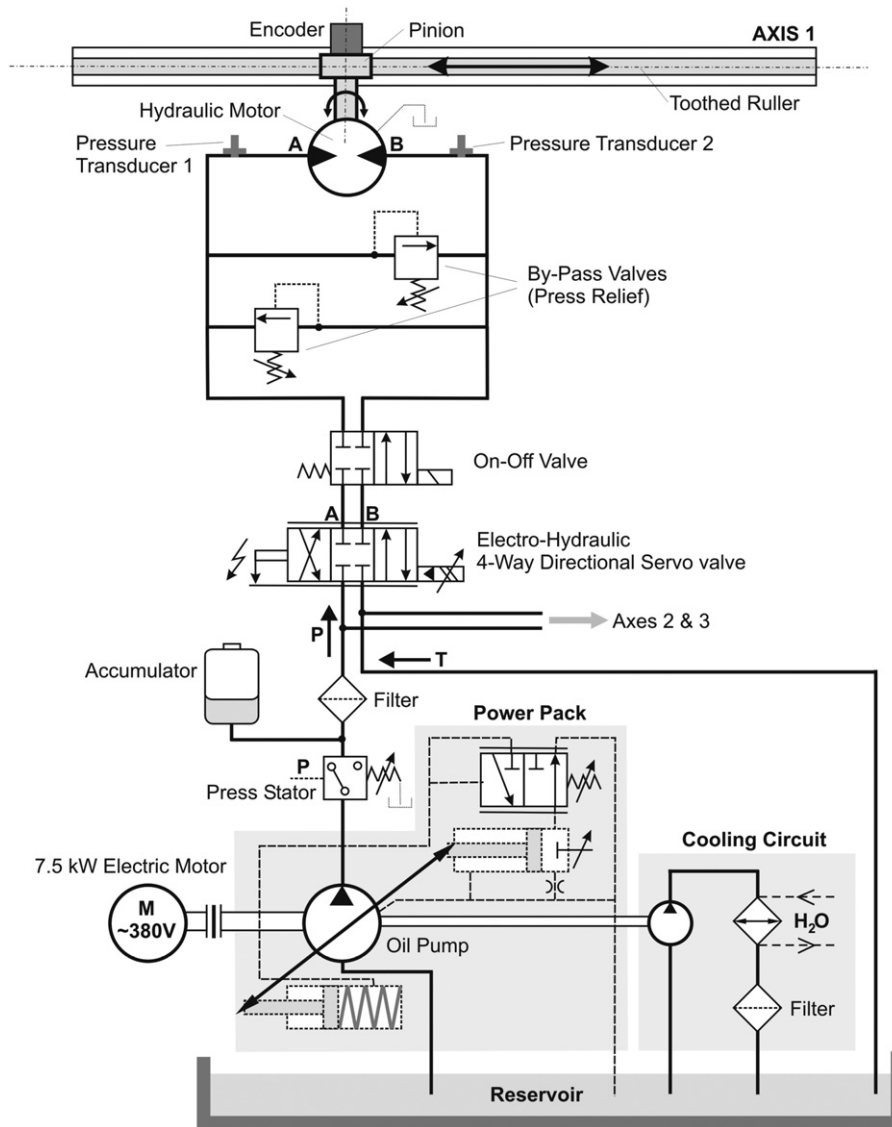 Encoder
Pinion
AXIS 1
Toothed Ruller
Hydraulic Motor
Pressure
Transducer 1
A
B
Pressure Transducer 2
By-Pass Valves
(Press Relief)
On-Off Valve
A
B
Electro-Hydraulic
4-Way Directional Servo valve
P
Axes 2 & 3
T
Accumulator
Filter
Power Pack
P
Press Stator
Cooling Circuit
7.5 kW Electric Motor
M
~380V
H₂O
Oil Pump
Filter
Reservoir